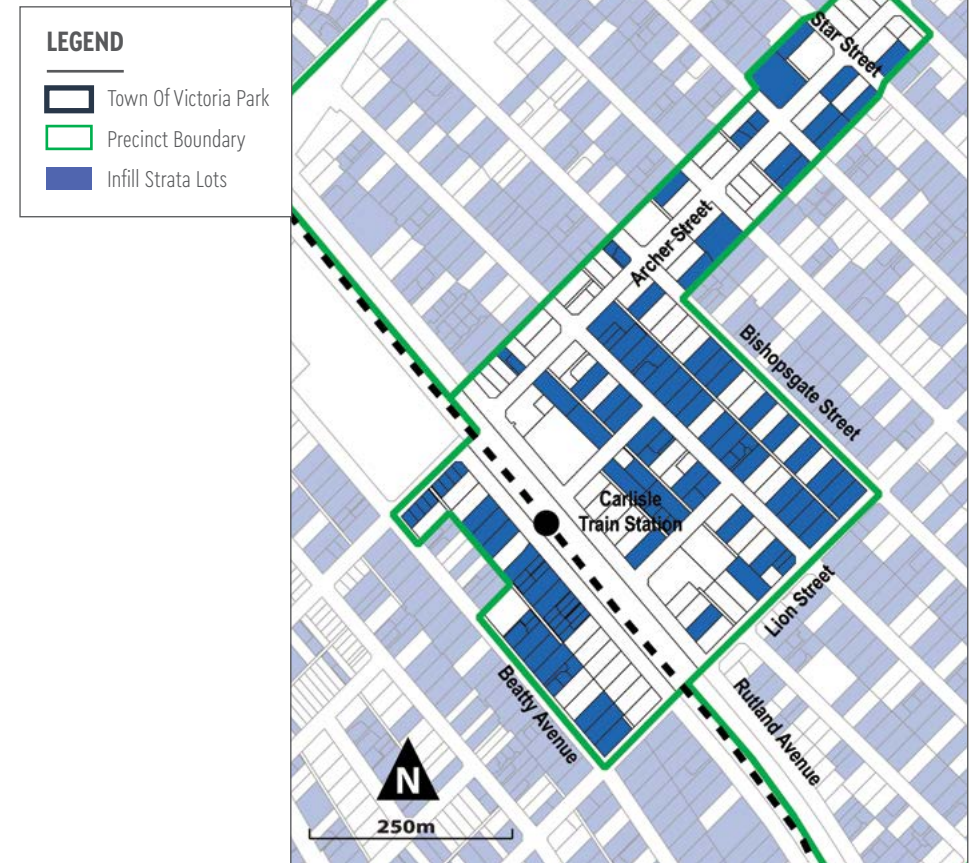 LEGEND
Town Of Victoria Park
Precinct Boundary
Infill Strata Lots
Star Street
Archer Street
Bishopsgate Street
Carlisle
Train Station
Lion Street
Beatty Avenue
Rutland Avenue
N
250m